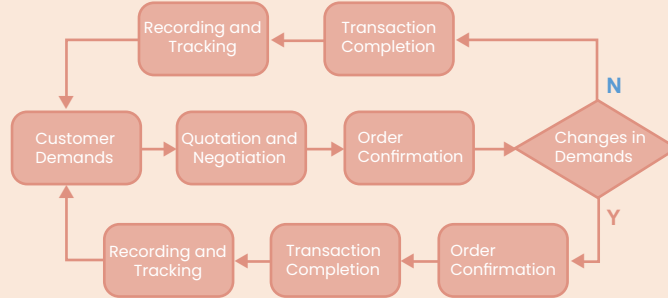 Recording and
Tracking
Transaction
Completion
N
Customer
Demands
Quotation and
Negotiation
Order
Confirmation
Changes in
Demands
Y
Recording and
Tracking
Transaction
Completion
Order
Confirmation